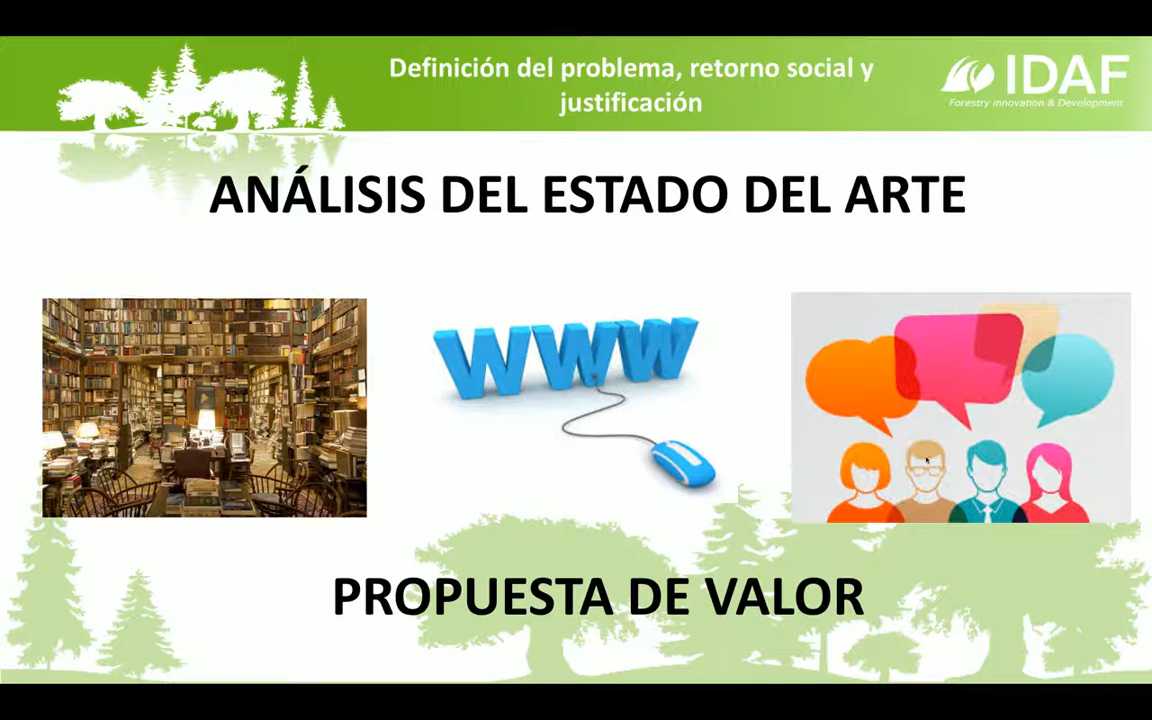 Definición del problema, retorno social y
justificación
IDAF
Forestry innovation & Development
ANÁLISIS DEL ESTADO DEL ARTE
WWW
PROPUESTA DE VALOR